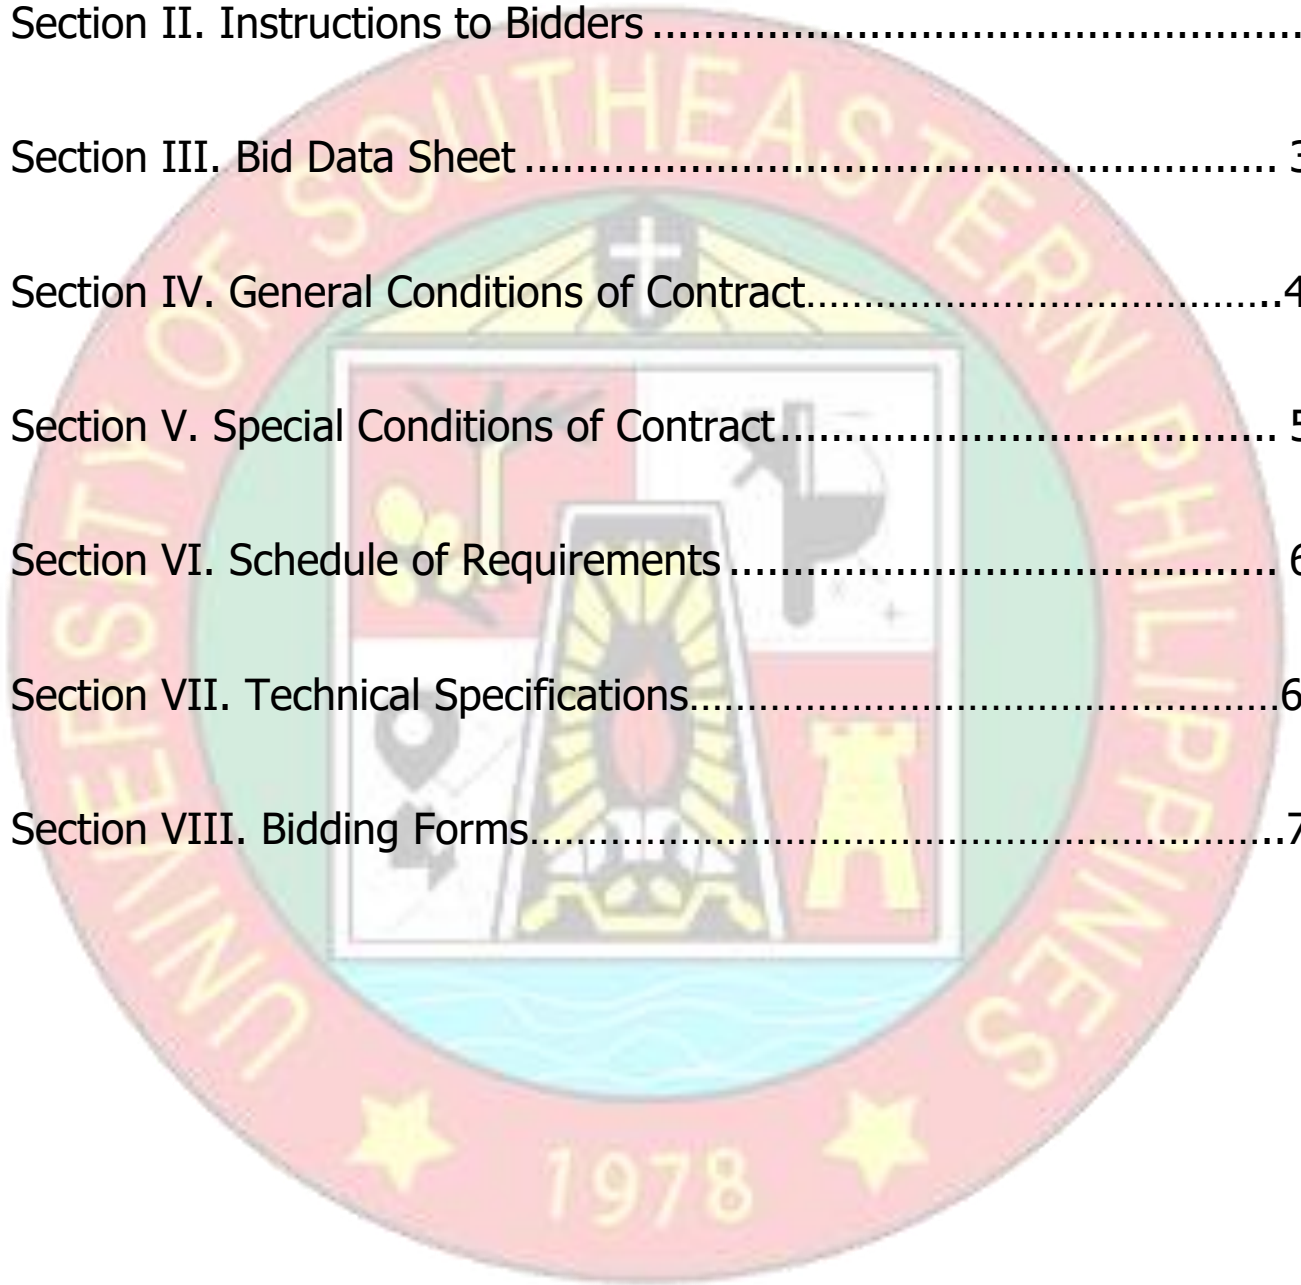 Section II. Instructions to Bidders ....................................................
Section III. Bid Data Sheet ............................................................ 3
Section IV. General Conditions of Contract……………………………………..4
Section V. Special Conditions of Contract ........................................ 5
Section VI. Schedule of Requirements ............................................ 6
Section VII. Technical Specifications………………………………………………6
Section VIII. Bidding Forms…………………………………………………………..7
UNIVERSITY OF SOUTHEASTERN PHILIPPINES
1978